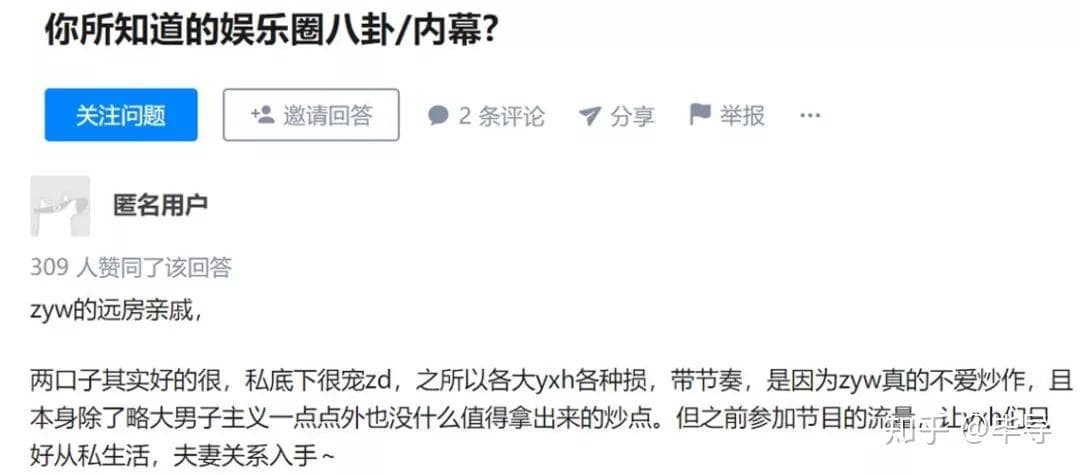 你所知道的娱乐圈八卦/内幕?
关注问题
邀请回答
2 条评论
分享
举报
匿名用户
309 人赞同了该回答
zyw的远房亲戚,
两口子其实好的很，私底下很宠zd，之所以各大yxh各种损，带节奏，是因为zyw真的不爱炒作，且
本身除了略大男子主义一点点外也没什么值得拿出来的炒点。但之前参加节目的流量，让yxh们只
好从私生活，夫妻关系入手~
知乎 @毕导